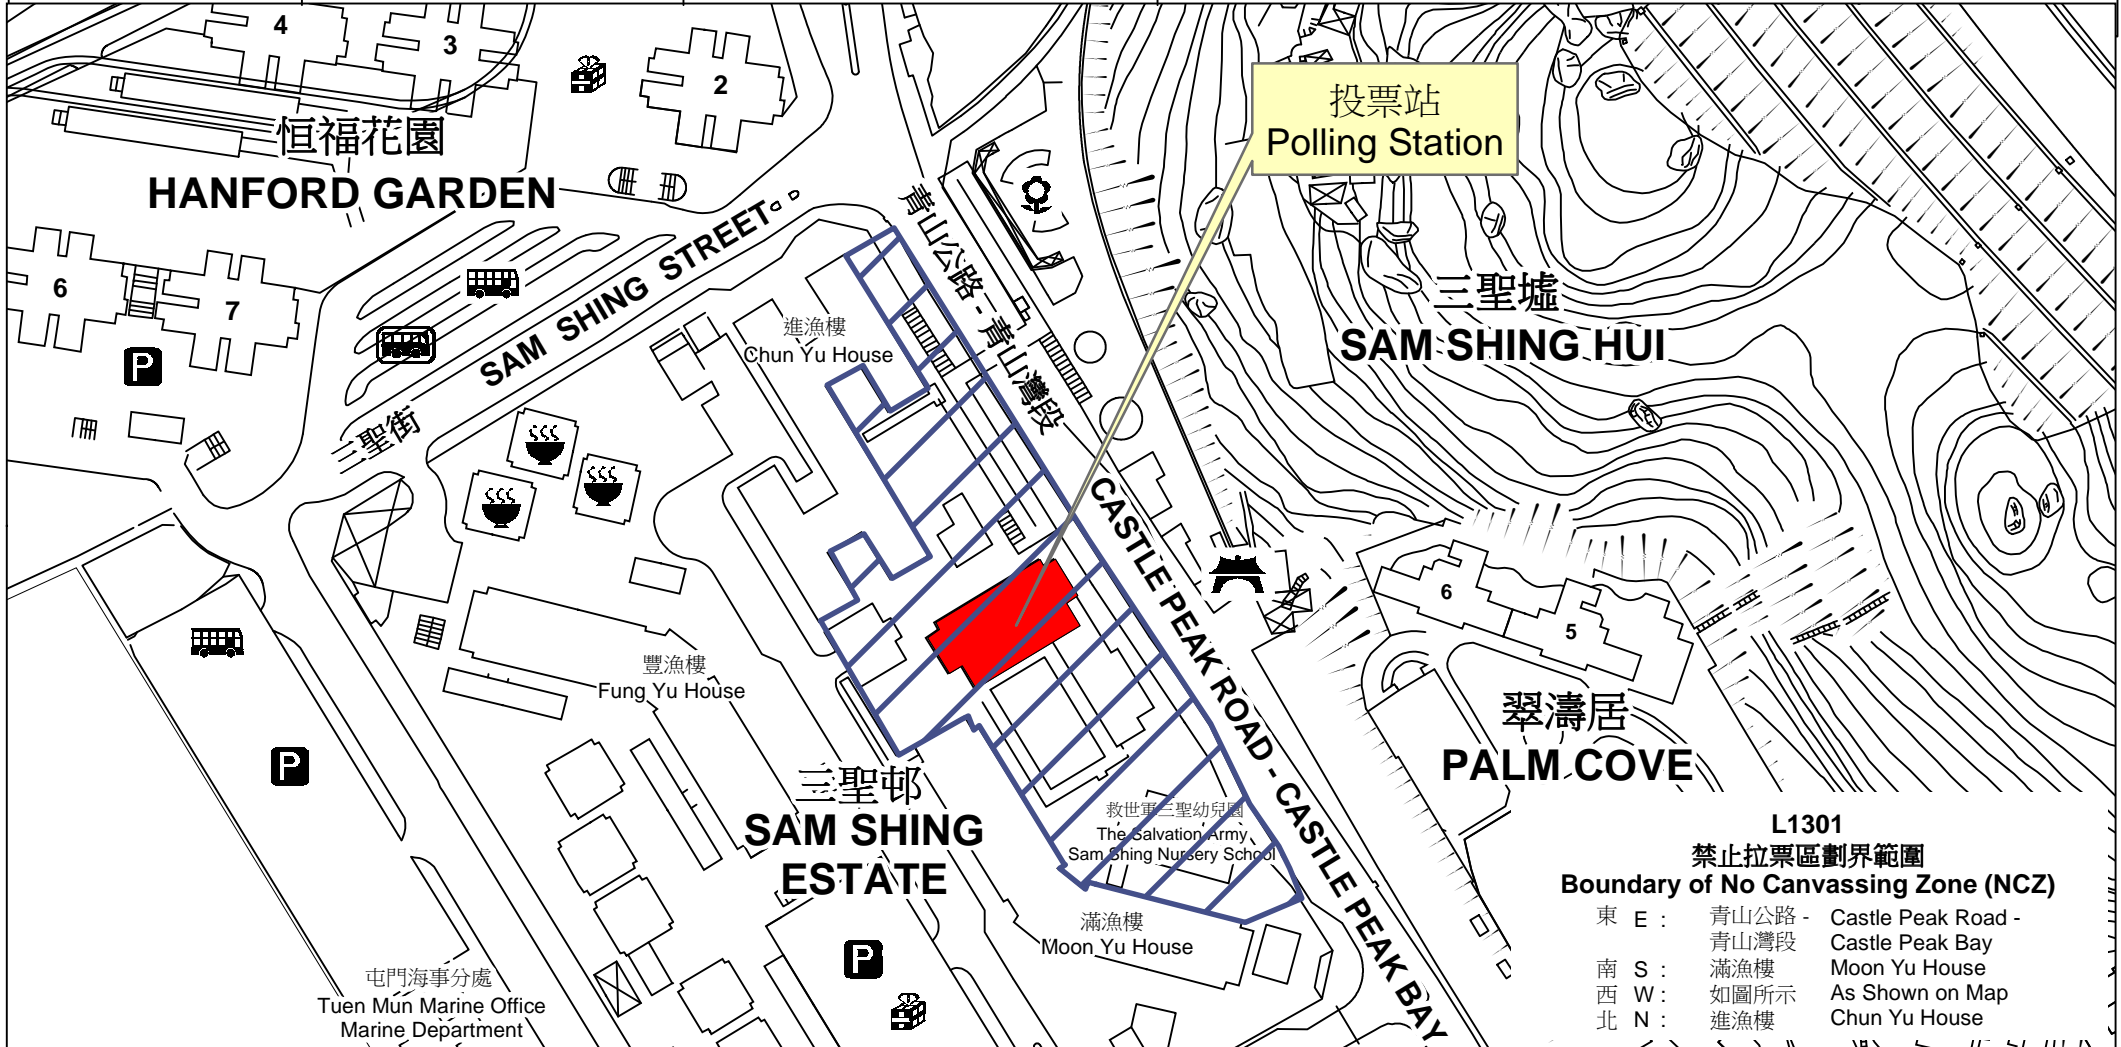 4
3
2
恒福花園
HANFORD GARDEN
6
7
P
投票站
Polling Station
青山公路 - 青山灣段
SAM SHING STREET
三聖街
進漁樓
Chun Yu House
三聖墟
SAM SHING HUI
CASTLE PEAK ROAD - CASTLE PEAK BAY
6
5
翠濤居
PALM COVE
豐漁樓
Fung Yu House
P
三聖邨
SAM SHING
ESTATE
救世軍三聖幼兒園
The Salvation Army
Sam Shing Nursery School
滿漁樓
Moon Yu House
P
屯門海事分處
Tuen Mun Marine Office
Marine Department
L1301
禁止拉票區劃界範圍
Boundary of No Canvassing Zone (NCZ)
東 E : 青山公路 - Castle Peak Road -
青山灣段 Castle Peak Bay
南 S : 滿漁樓 Moon Yu House
西 W : 如圖所示 As Shown on Map
北 N : 進漁樓 Chun Yu House